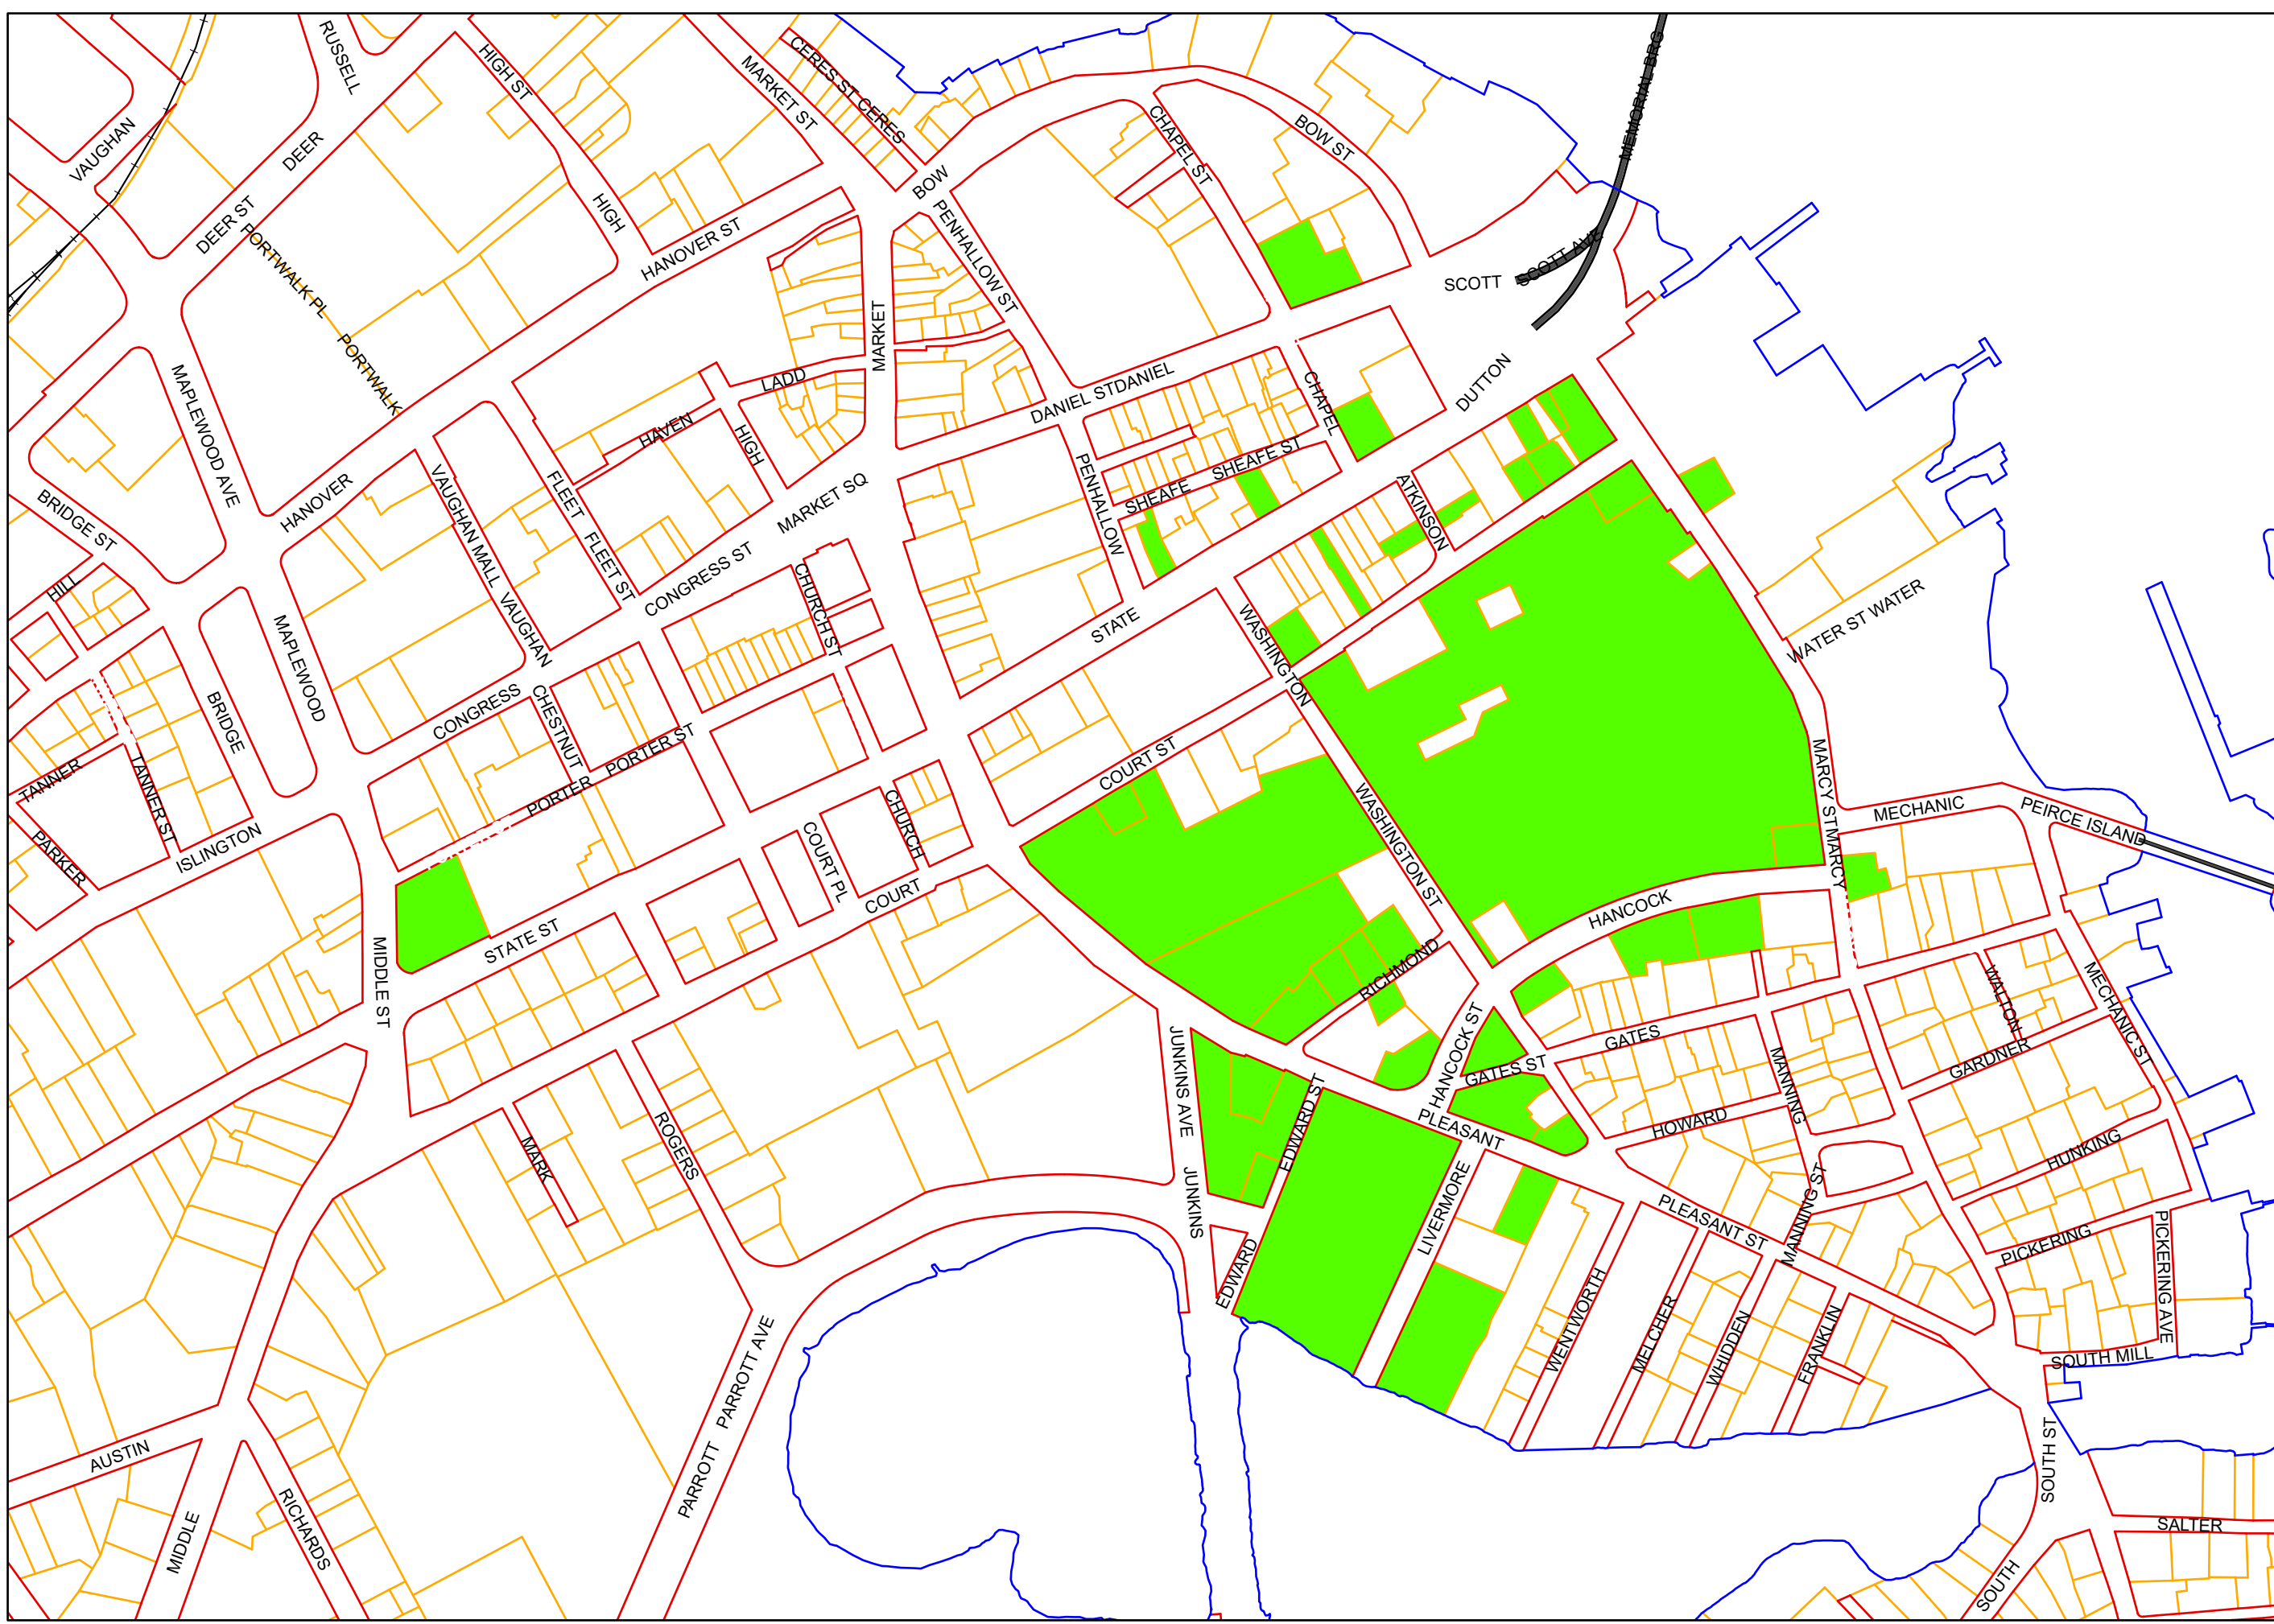 RUSSELL
HIGH ST
MARKET ST
CERES ST CERES
MEMORIAL BRG
VAUGHAN
DEER
DEER ST
CHAPEL ST
BOW ST
BOW
HIGH
HANOVER ST
PENHALLOW ST
PORTWALK PL
PORTWALK
SCOTT
SCOTT AVE
MARKET
MAPLEWOOD AVE
LADD
DANIEL ST DANIEL
CHAPEL
DUTTON
HAVEN
HIGH
SHEAFE ST
SHEAFE
PENHALLOW
ATKINSON
BRIDGE ST
HANOVER
VAUGHAN MALL
VAUGHAN
FLEET
FLEET ST
MARKET SQ
CONGRESS ST
CHURCH ST
HILL
MAPLEWOOD
STATE
WASHINGTON
WATER ST WATER
BRIDGE
CONGRESS
CHESTNUT
PORTER ST
PORTER
COURT ST
TANNER
TANNER ST
PARKER
ISLINGTON
COURT PL
CHURCH
COURT
WASHINGTON ST
MARCY ST MARCY
MECHANIC
PEIRCE ISLAND
HANCOCK
MIDDLE ST
STATE ST
RICHMOND
WALTON
MECHANIC ST
JUNKINS AVE
HANCOCK ST
GATES ST
GATES
MANNING
GARDNER
EDWARD ST
PLEASANT
HOWARD
MARK
ROGERS
JUNKINS
LIVERMORE
HUNKING
PLEASANT ST
MANNING ST
PICKERING
PICKERING AVE
EDWARD
WENTWORTH
MELCHER
WHIDDEN
FRANKLIN
SOUTH MILL
PARROTT AVE
PARROTT
AUSTIN
MIDDLE
RICHARDS
SOUTH ST
SALTER
SOUTH